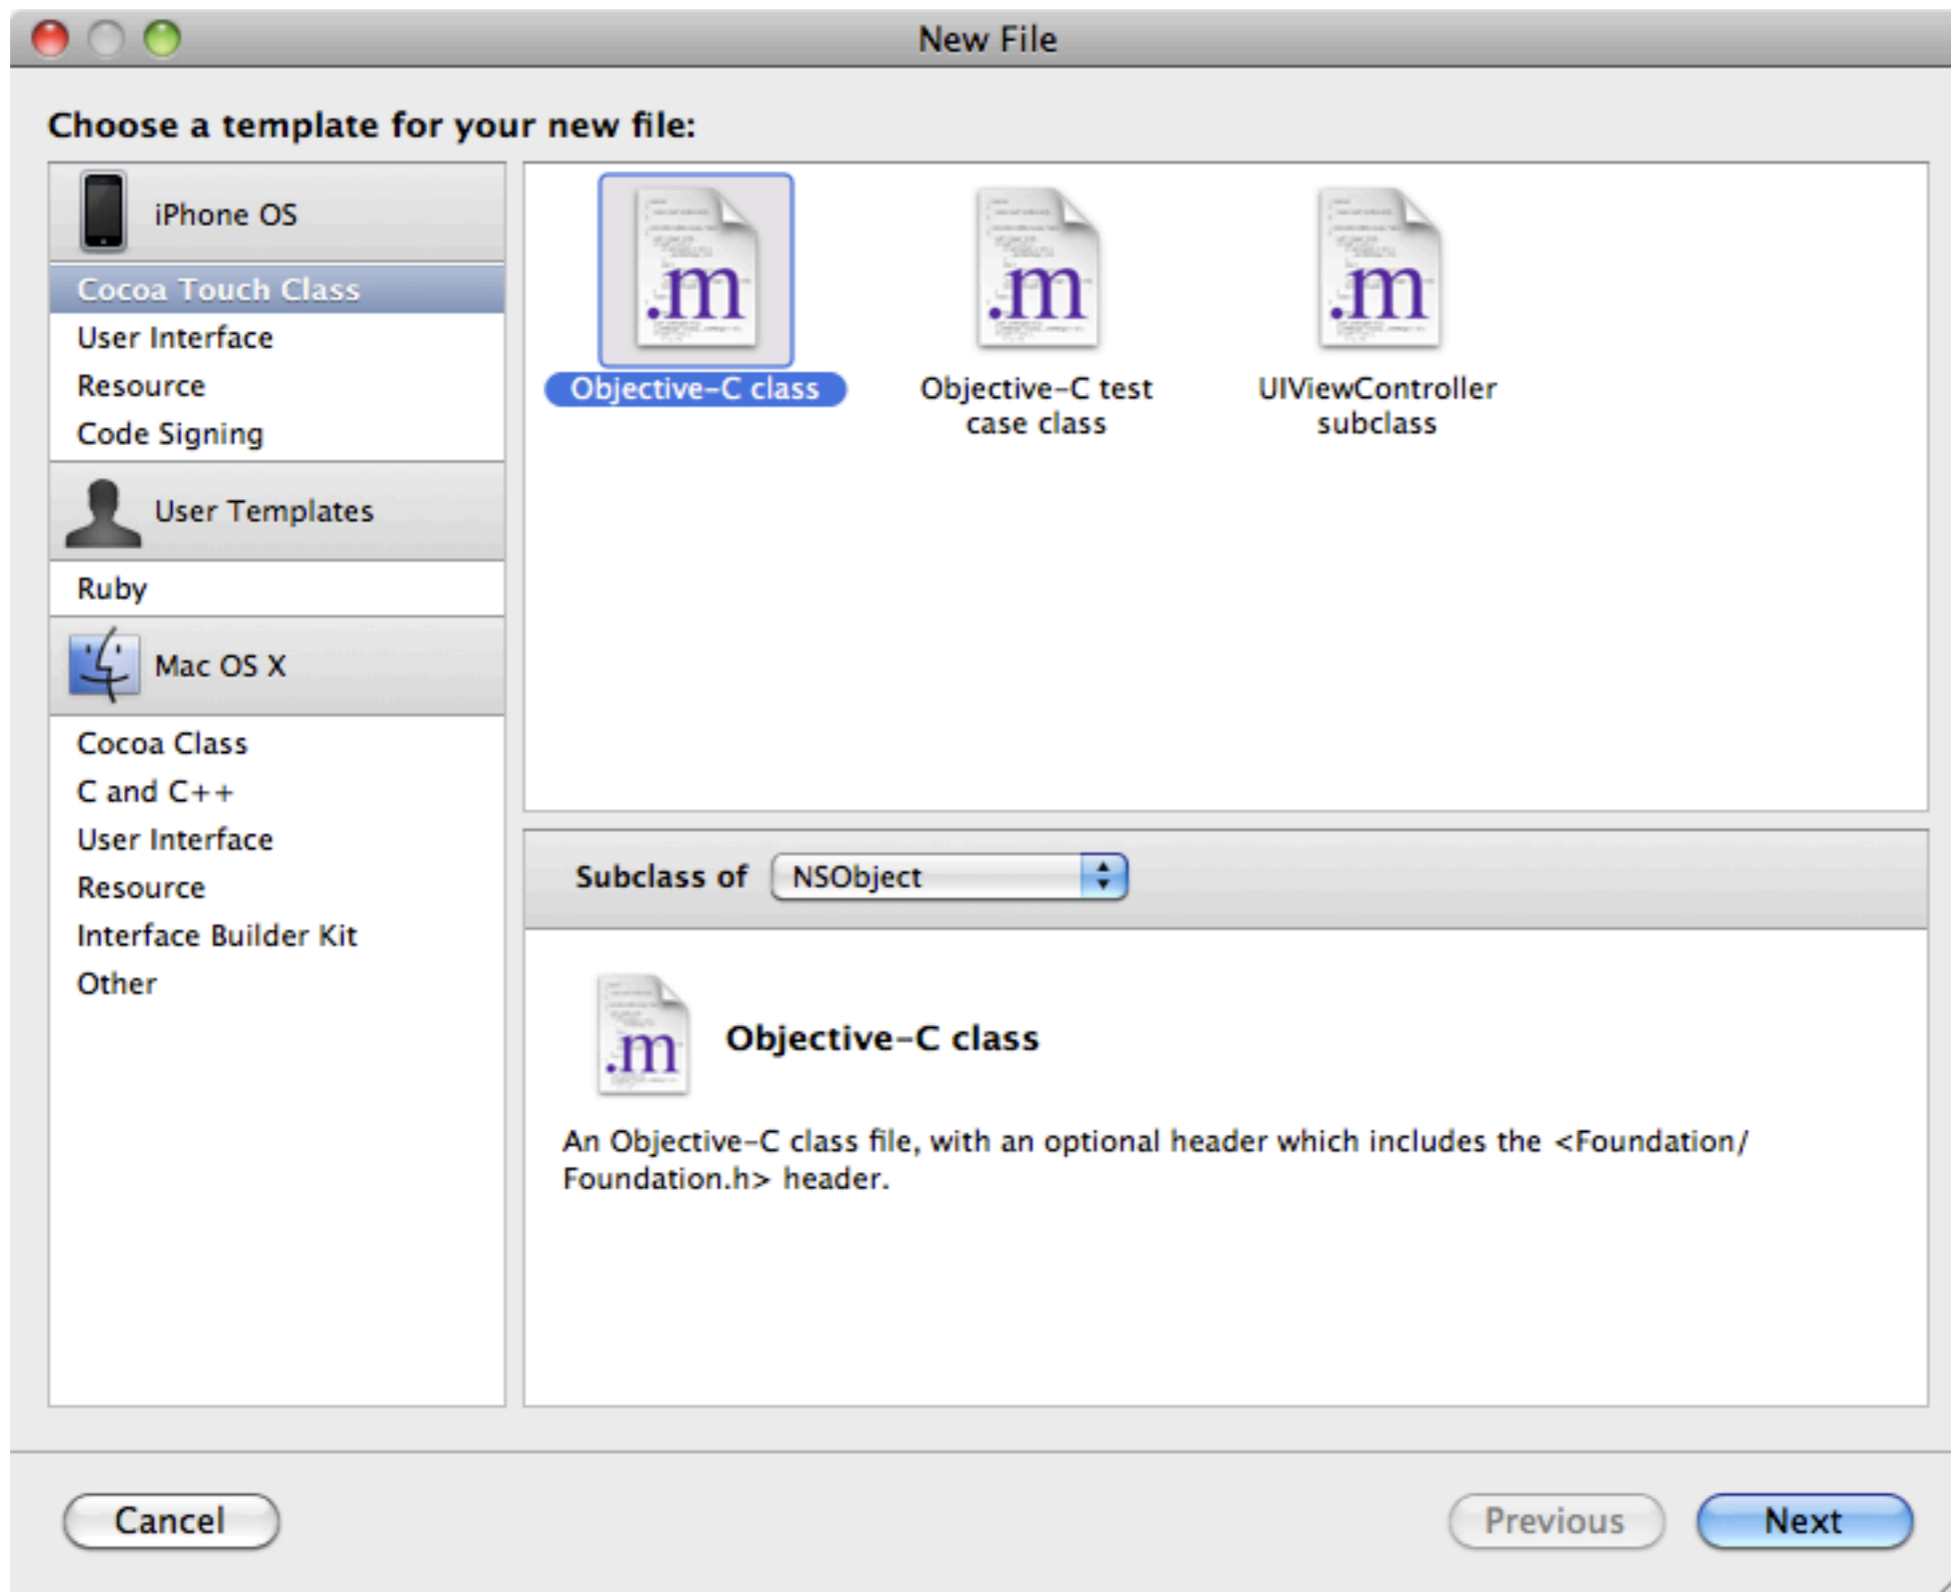 New File
Choose a template for your new file:
iPhone OS
Cocoa Touch Class
User Interface
Resource
Code Signing
User Templates
Ruby
Mac OS X
Cocoa Class
C and C++
User Interface
Resource
Interface Builder Kit
Other
.m
Objective-C class
.m
Objective-C test
case class
.m
UIViewController
subclass
Subclass of NSObject
.m
Objective-C class
An Objective-C class file, with an optional header which includes the <Foundation/
Foundation.h> header.
Cancel
Previous
Next